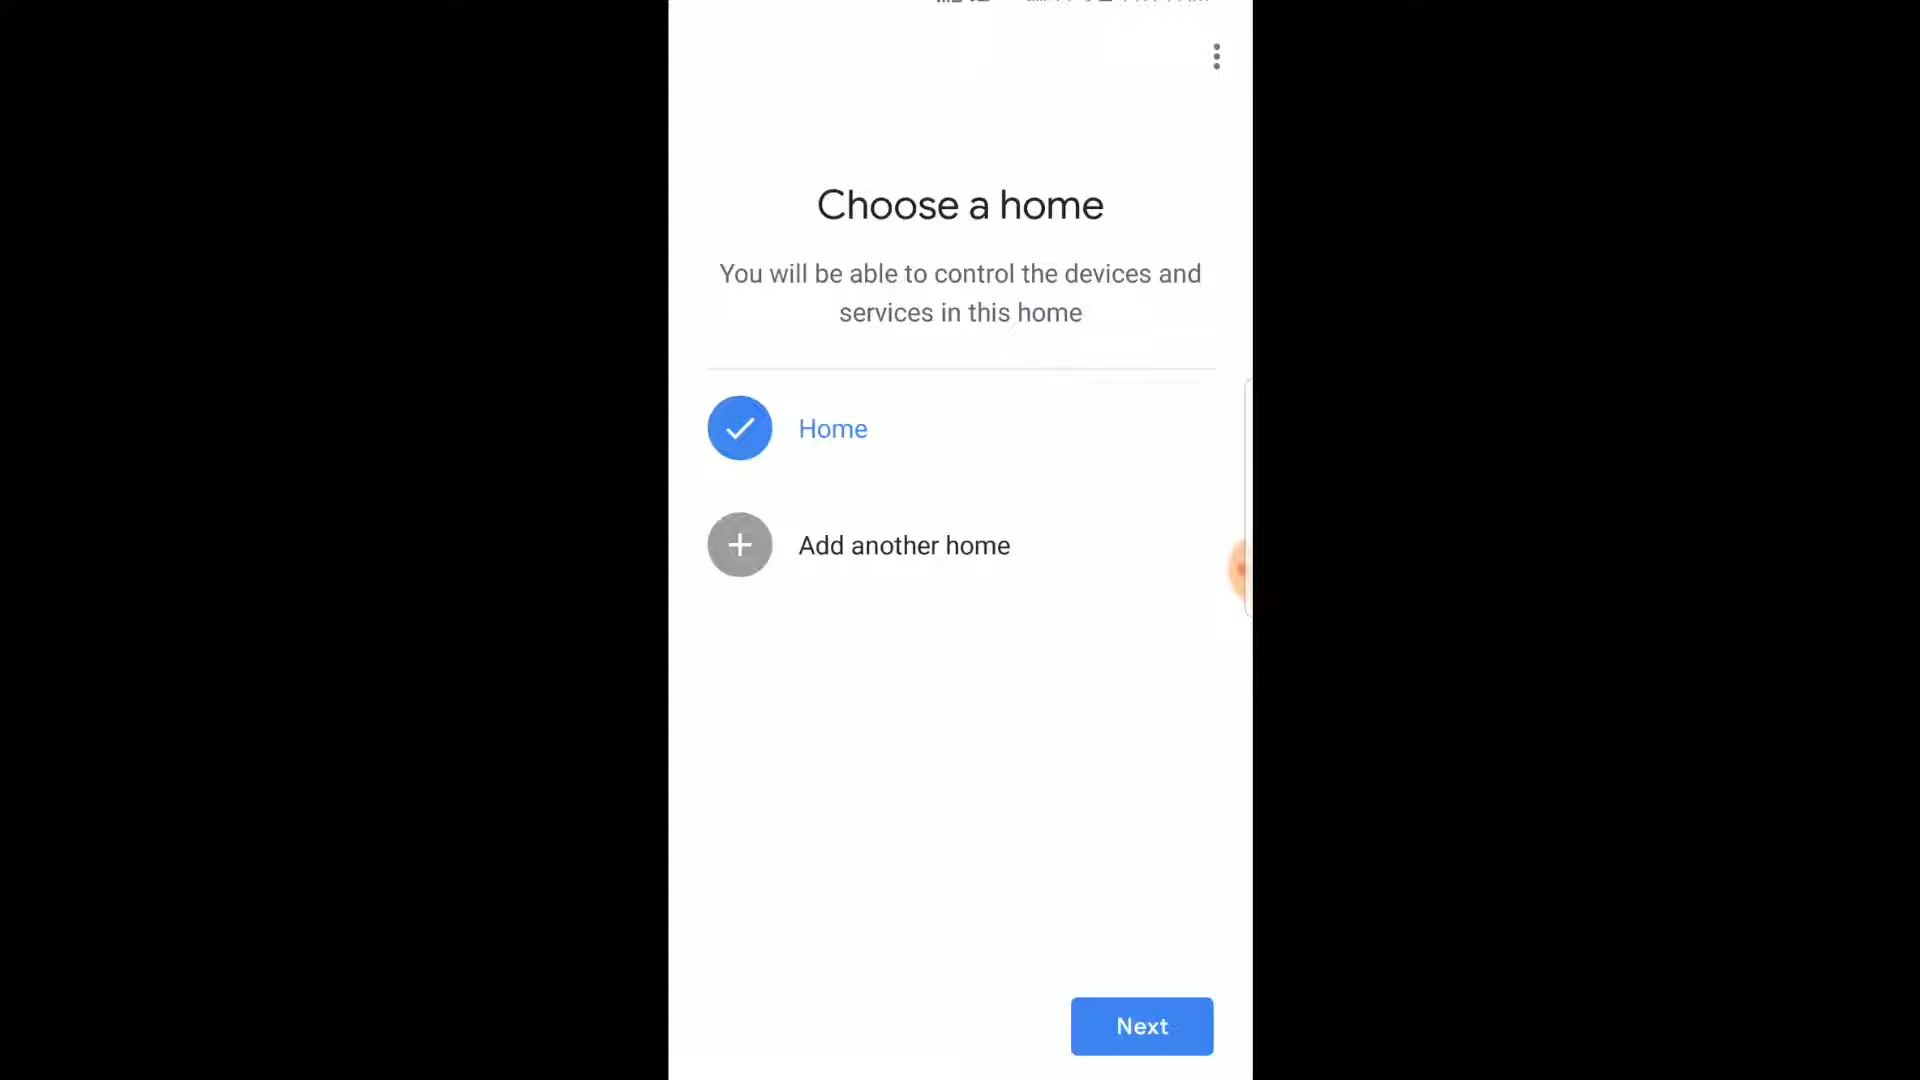 Choose a home
You will be able to control the devices and
services in this home
Home
Add another home
Next